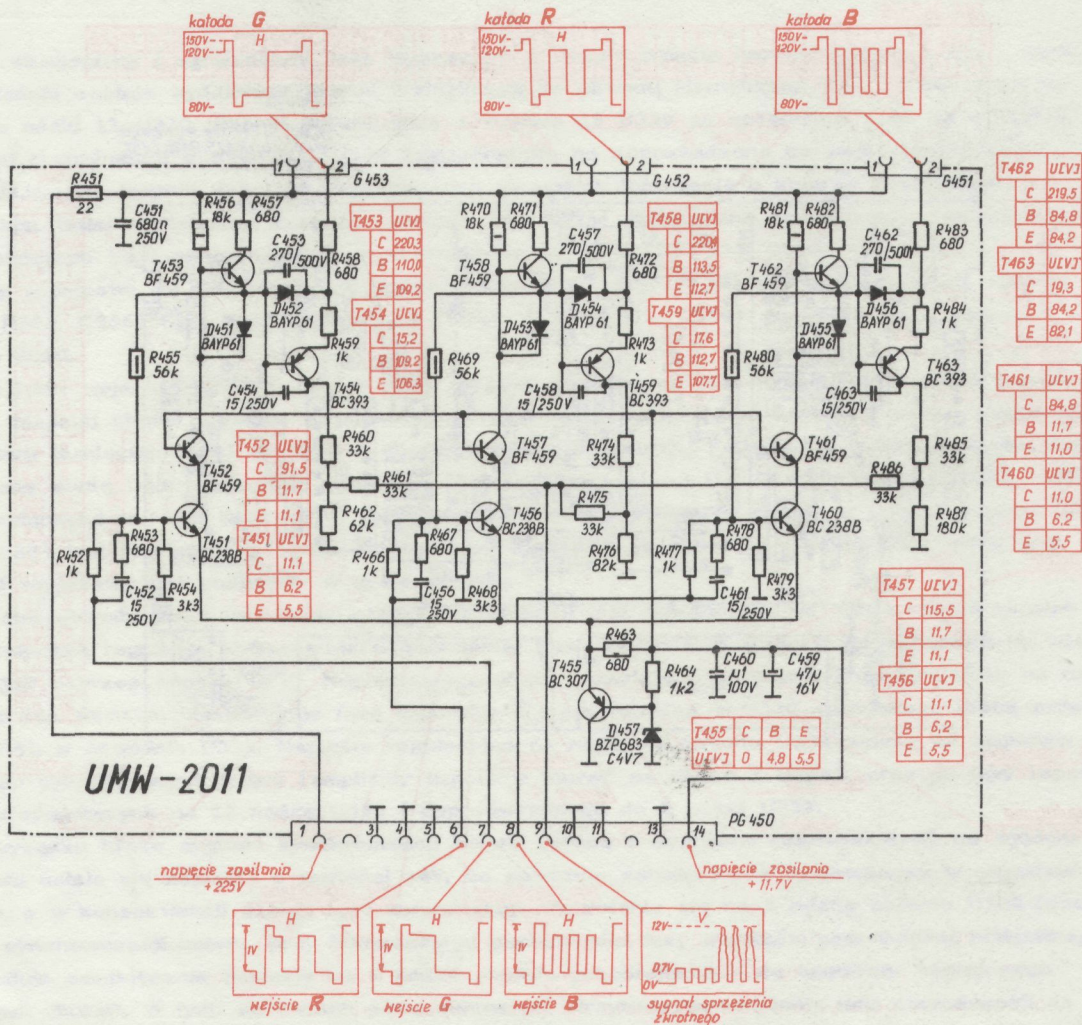 katoda G
150V
120V
80V
H
katoda R
150V
120V
80V
H
katoda B
150V
120V
80V
H
1 2 G453
1 2 G452
1 2 G451
R451
22
C451
680n
250V
R456
18k
R457
680
T453
BF 459
C453
270/500V
R458
680
D452
BAYP 61
D451
BAYP61
R459
1k
R455
56k
C454
15/250V
T454
BC393
T453 U[V]
C 220,3
B 110,0
E 109,2
T454 U[V]
C 15,2
B 109,2
E 106,3
R470
18k
R471
680
T458
BF 459
C457
270/500V
R472
680
D454
BAYP 61
D453
BAYP61
R473
1k
R469
56k
C458
15/250V
T459
BC393
T458 U[V]
C
B 113,5
E 112,7
T459 U[V]
C 17,6
B 112,7
E 107,7
R481
18k
R482
680
T462
BF 459
C462
270/500V
R483
680
D456
BAYP 61
D455
BAYP61
R484
1k
R480
56k
C463
15/250V
T463
BC393
T462 U[V]
C 219,5
B 84,8
E 84,2
T463 U[V]
C 19,3
B 84,2
E 82,1
T452
BF 459
T452 U[V]
C 91,5
B 11,7
E 11,1
T451 U[V]
C 11,1
B 6,2
E 5,5
R460
33k
R461
33k
R462
62k
R453
680
T451
BC238B
R452
1k
C452
15
250V
R454
3k3
T457
BF459
T456
BC238B
R474
33k
R475
33k
R476
82k
R467
680
R466
1k
C456
15
250V
R468
3k3
T461
BF459
T460
BC 238B
R485
33k
R486
33k
R487
180k
R478
680
R477
1k
C461
15/250V
R479
3k3
T461 U[V]
C 84,8
B 11,7
E 11,0
T460 U[V]
C 11,0
B 6,2
E 5,5
T457 U[V]
C 115,5
B 11,7
E 11,1
T456 U[V]
C 11,1
B 6,2
E 5,5
R463
680
T455
BC307
R464
1k2
C460
µ1
100V
C459
47µ
16V
D457
BZP683
C4V7
T455 C B E
U[V] 0 4,8 5,5
UMW-2011
1 3 4 5 6 7 8 9 10 11 13 14 PG 450
napięcie zasilania
+225V
napięcie zasilania
+11,7V
H
1V
wejście R
H
1V
wejście G
H
1V
wejście B
V
12V
0,7V
0V
sygnał sprzężenia
zwrotnego